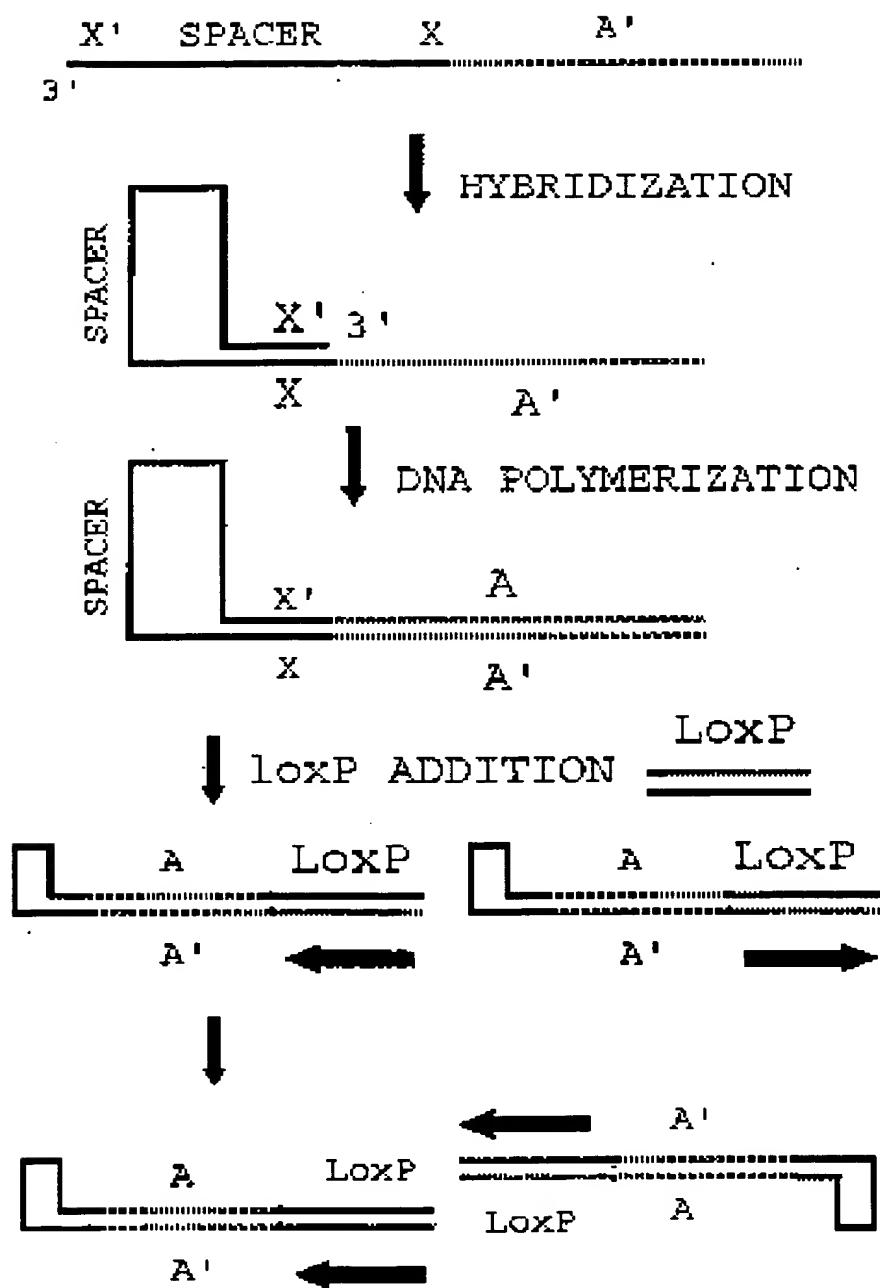 X' SPACER X A'
3'
HYBRIDIZATION
SPACER
X' 3'
X A'
DNA POLYMERIZATION
SPACER
X' A
X A'
LoxP
loxP ADDITION
A LoxP A LoxP
A' A'
A'
A LoxP
LoxP A
A'